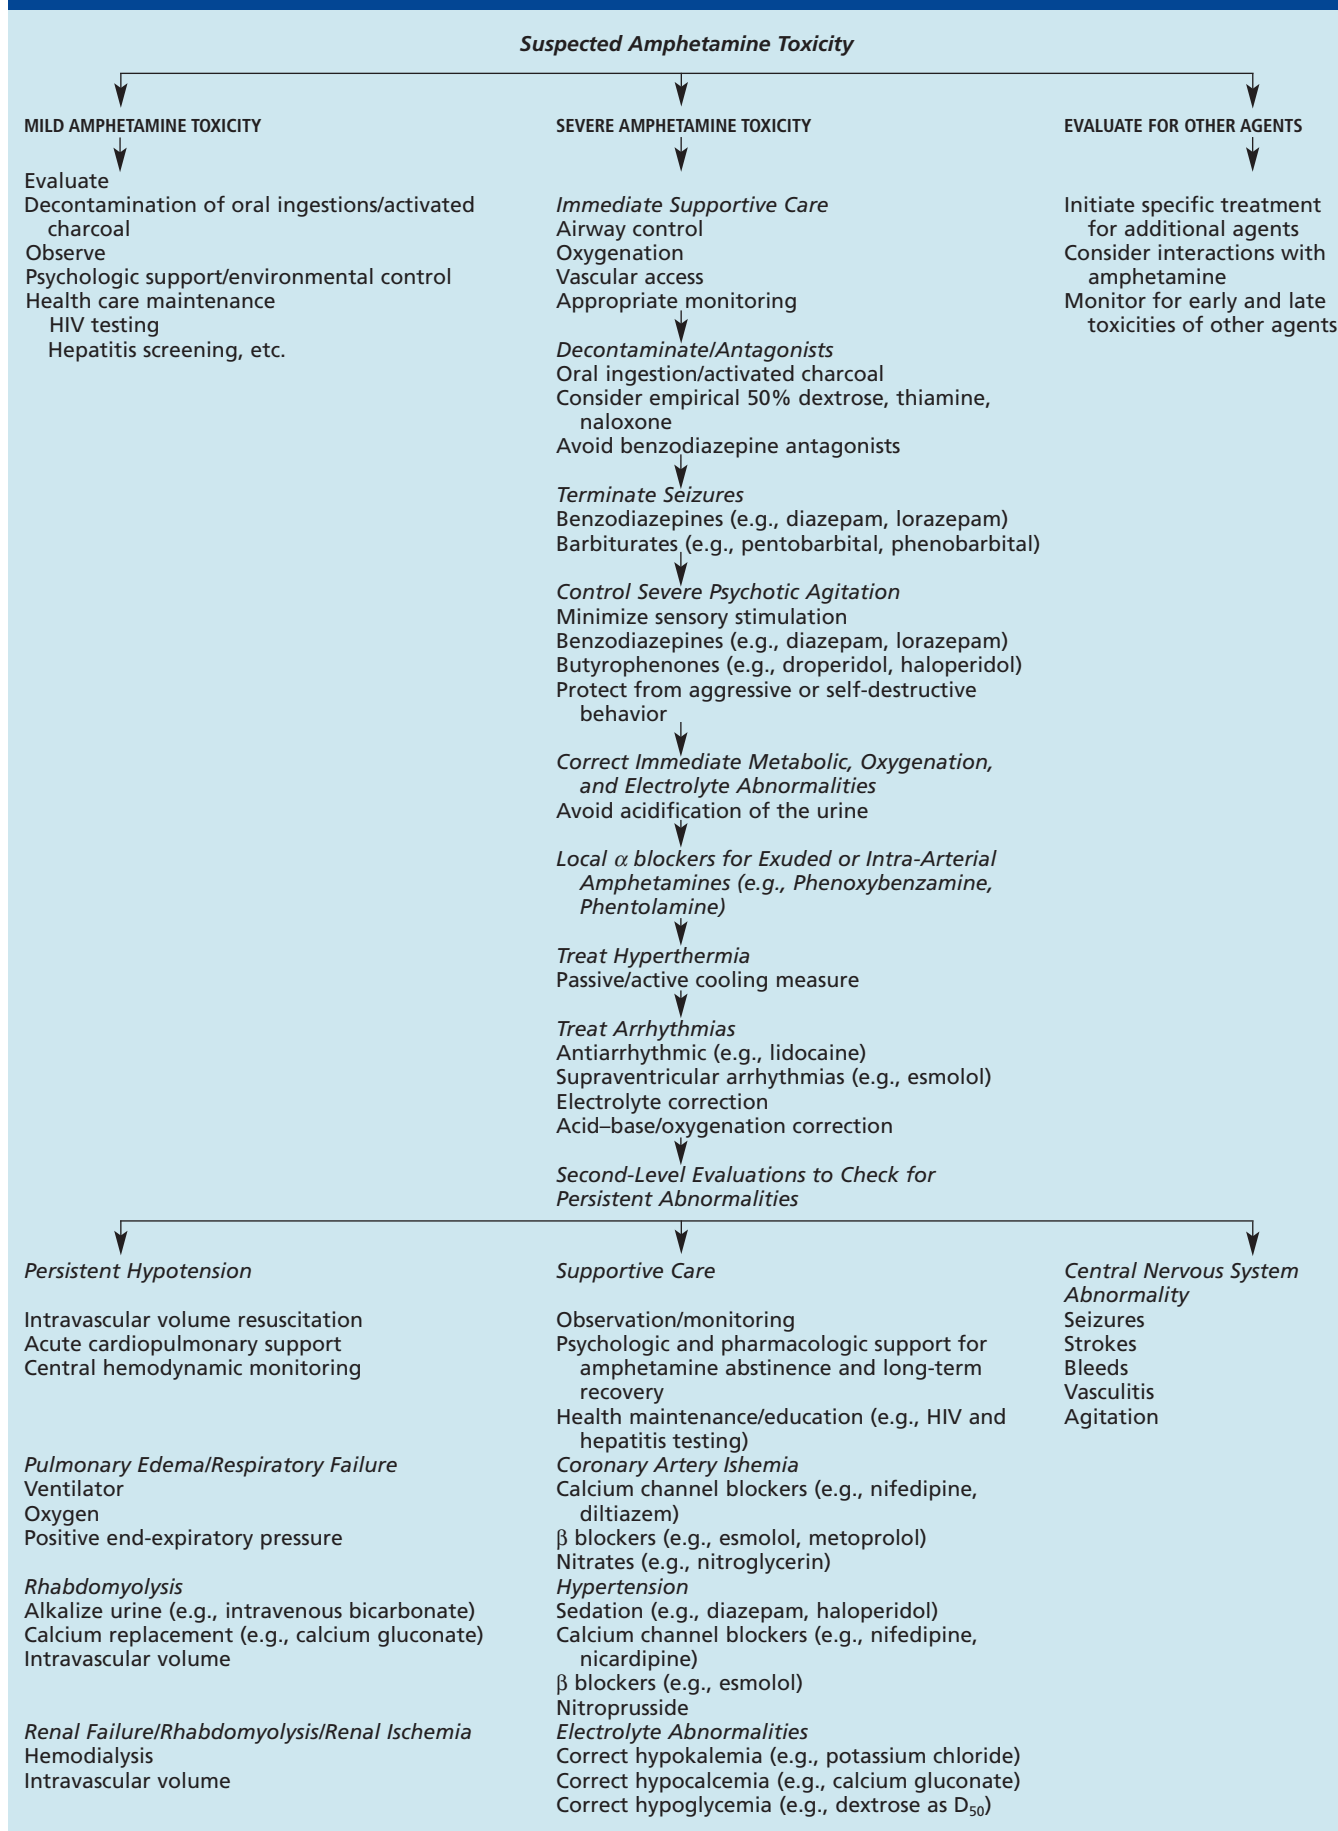 Suspected Amphetamine Toxicity
MILD AMPHETAMINE TOXICITY
Evaluate
Decontamination of oral ingestions/activated
charcoal
Observe
Psychologic support/environmental control
Health care maintenance
HIV testing
Hepatitis screening, etc.
SEVERE AMPHETAMINE TOXICITY
Immediate Supportive Care
Airway control
Oxygenation
Vascular access
Appropriate monitoring
Decontaminate/Antagonists
Oral ingestion/activated charcoal
Consider empirical 50% dextrose, thiamine,
naloxone
Avoid benzodiazepine antagonists
Terminate Seizures
Benzodiazepines (e.g., diazepam, lorazepam)
Barbiturates (e.g., pentobarbital, phenobarbital)
Control Severe Psychotic Agitation
Minimize sensory stimulation
Benzodiazepines (e.g., diazepam, lorazepam)
Butyrophenones (e.g., droperidol, haloperidol)
Protect from aggressive or self-destructive
behavior
Correct Immediate Metabolic, Oxygenation,
and Electrolyte Abnormalities
Avoid acidification of the urine
Local α blockers for Exuded or Intra-Arterial
Amphetamines (e.g., Phenoxybenzamine,
Phentolamine)
Treat Hyperthermia
Passive/active cooling measure
Treat Arrhythmias
Antiarrhythmic (e.g., lidocaine)
Supraventricular arrhythmias (e.g., esmolol)
Electrolyte correction
Acid–base/oxygenation correction
Second-Level Evaluations to Check for
Persistent Abnormalities
EVALUATE FOR OTHER AGENTS
Initiate specific treatment
for additional agents
Consider interactions with
amphetamine
Monitor for early and late
toxicities of other agents
Persistent Hypotension
Intravascular volume resuscitation
Acute cardiopulmonary support
Central hemodynamic monitoring
Pulmonary Edema/Respiratory Failure
Ventilator
Oxygen
Positive end-expiratory pressure
Rhabdomyolysis
Alkalize urine (e.g., intravenous bicarbonate)
Calcium replacement (e.g., calcium gluconate)
Intravascular volume
Renal Failure/Rhabdomyolysis/Renal Ischemia
Hemodialysis
Intravascular volume
Supportive Care
Observation/monitoring
Psychologic and pharmacologic support for
amphetamine abstinence and long-term
recovery
Health maintenance/education (e.g., HIV and
hepatitis testing)
Coronary Artery Ishemia
Calcium channel blockers (e.g., nifedipine,
diltiazem)
β blockers (e.g., esmolol, metoprolol)
Nitrates (e.g., nitroglycerin)
Hypertension
Sedation (e.g., diazepam, haloperidol)
Calcium channel blockers (e.g., nifedipine,
nicardipine)
β blockers (e.g., esmolol)
Nitroprusside
Electrolyte Abnormalities
Correct hypokalemia (e.g., potassium chloride)
Correct hypocalcemia (e.g., calcium gluconate)
Correct hypoglycemia (e.g., dextrose as D₅₀)
Central Nervous System
Abnormality
Seizures
Strokes
Bleeds
Vasculitis
Agitation